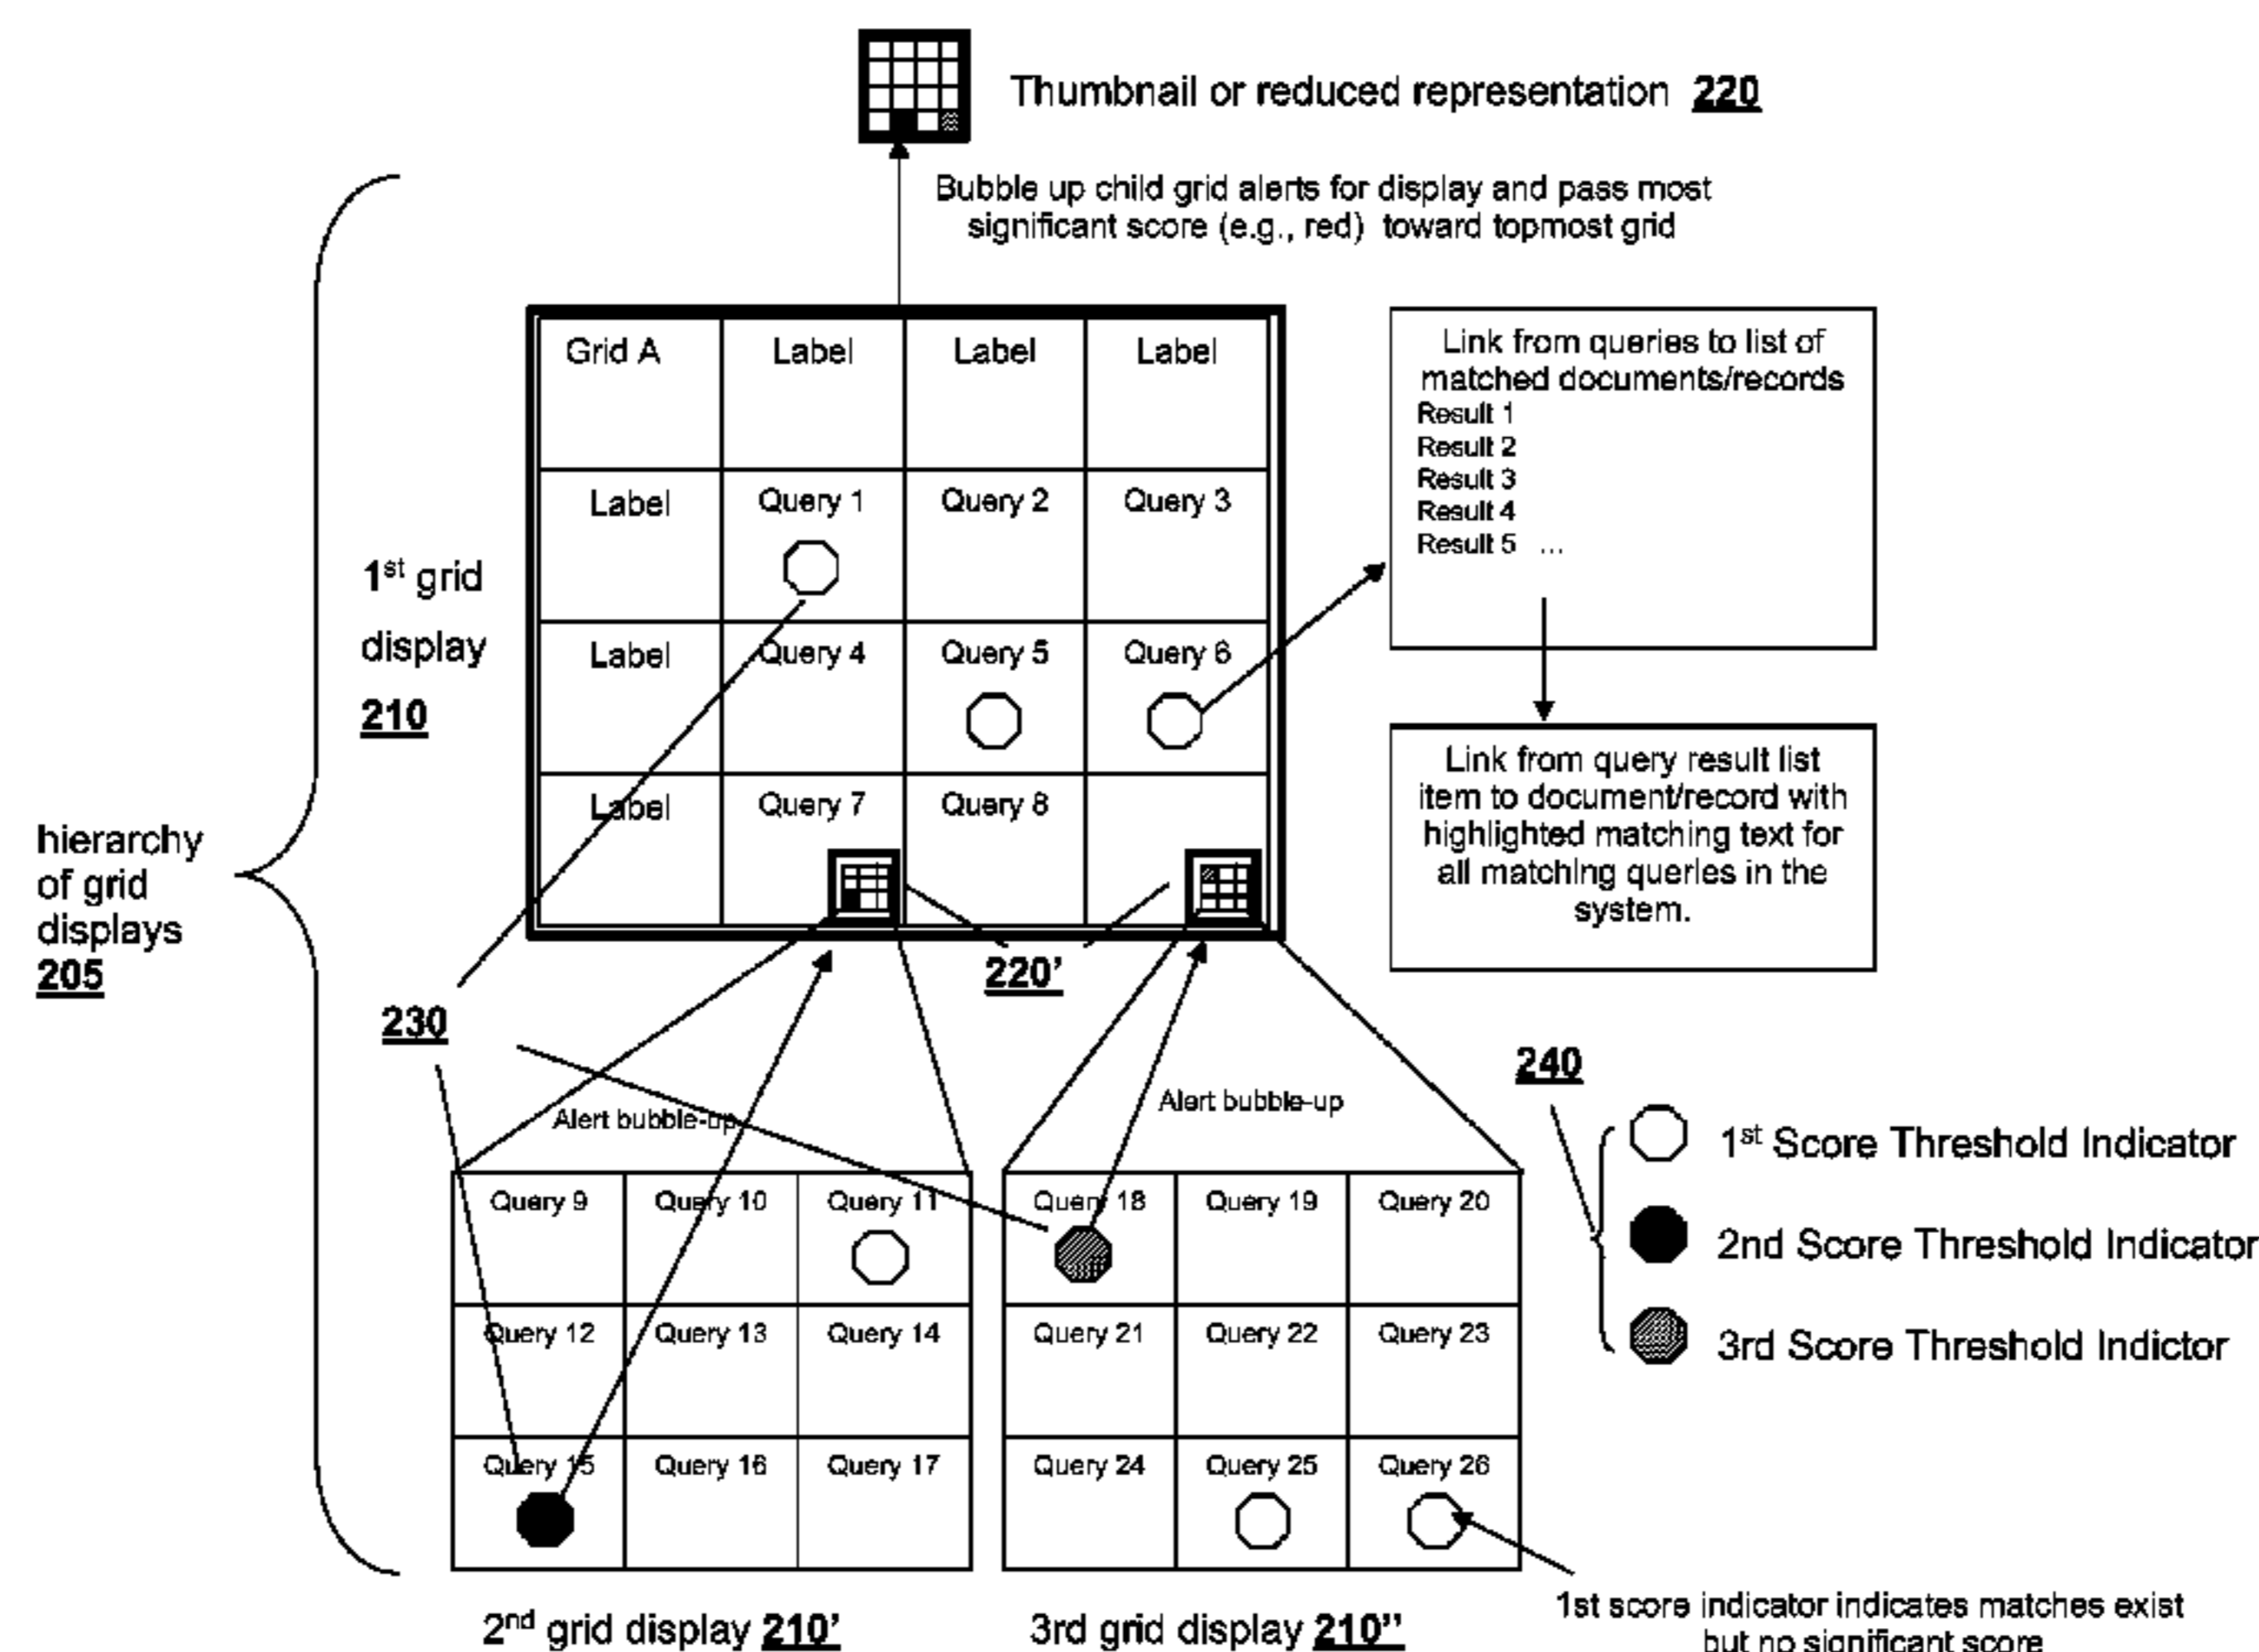 Thumbnail or reduced representation 220
Bubble up child grid alerts for display and pass most
significant score (e.g., red) toward topmost grid
Grid A Label Label Label
Label Query 1 Query 2 Query 3
Label Query 4 Query 5 Query 6
Label Query 7 Query 8
Link from queries to list of
matched documents/records
Result 1
Result 2
Result 3
Result 4
Result 5 ...
Link from query result list
item to document/record with
highlighted matching text for
all matching queries in the
system.
1st grid
display
210
hierarchy
of grid
displays
205
220’
230
Alert bubble-up
Alert bubble-up
240
1st Score Threshold Indicator
2nd Score Threshold Indicator
3rd Score Threshold Indictor
Query 9 Query 10 Query 11
Query 12 Query 13 Query 14
Query 15 Query 16 Query 17
Query 18 Query 19 Query 20
Query 21 Query 22 Query 23
Query 24 Query 25 Query 26
2nd grid display 210’
3rd grid display 210’’
1st score indicator indicates matches exist
but no significant score